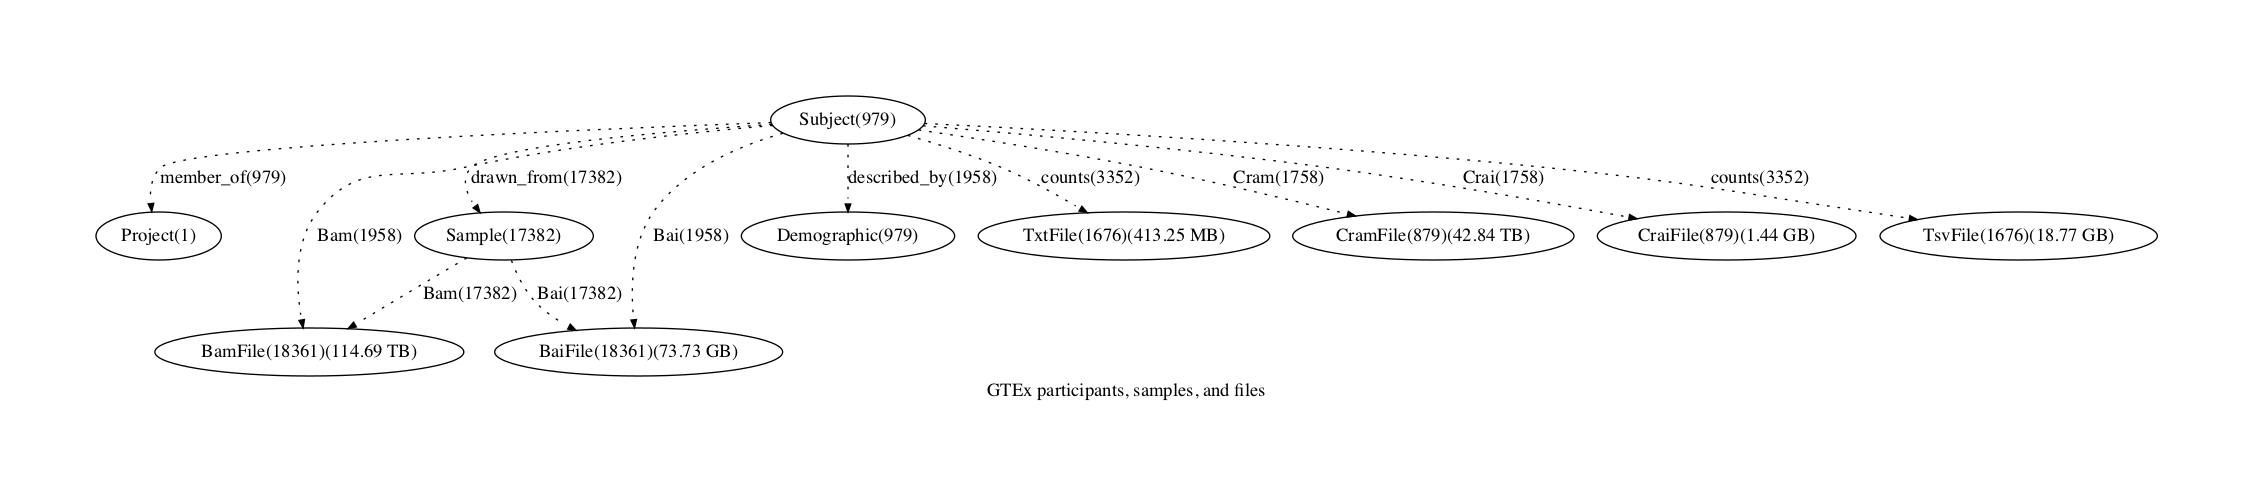 Subject(979)
member_of(979)
drawn_from(17382)
described_by(1958)
counts(3352)
Cram(1758)
Crai(1758)
counts(3352)
Project(1)
Bam(1958)
Sample(17382)
Bai(1958)
Demographic(979)
TxtFile(1676)(413.25 MB)
CramFile(879)(42.84 TB)
CraiFile(879)(1.44 GB)
TsvFile(1676)(18.77 GB)
Bam(17382)
Bai(17382)
BamFile(18361)(114.69 TB)
BaiFile(18361)(73.73 GB)
GTEx participants, samples, and files